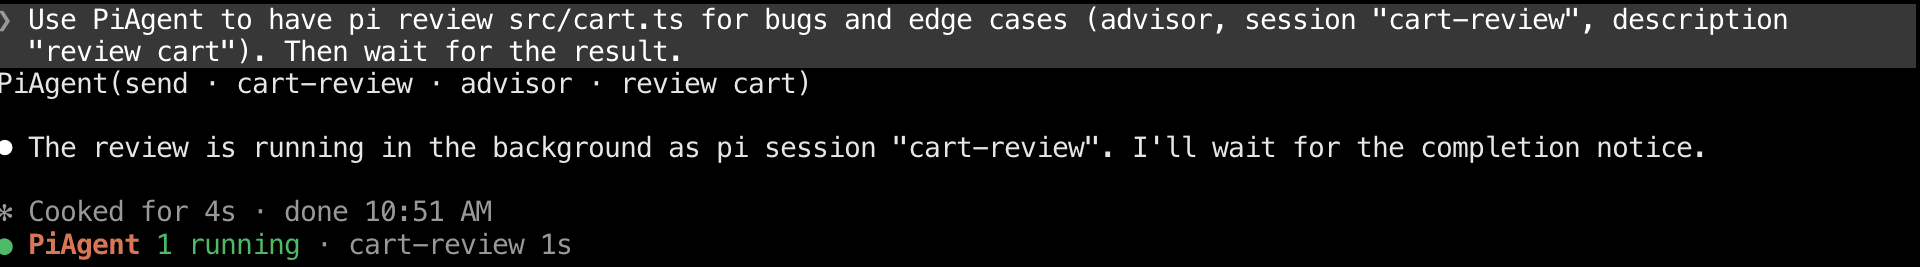 ❯ Use PiAgent to have pi review src/cart.ts for bugs and edge cases (advisor, session "cart-review", description
"review cart"). Then wait for the result.
PiAgent(send · cart-review · advisor · review cart)
● The review is running in the background as pi session "cart-review". I'll wait for the completion notice.
✻ Cooked for 4s · done 10:51 AM
● PiAgent 1 running · cart-review 1s